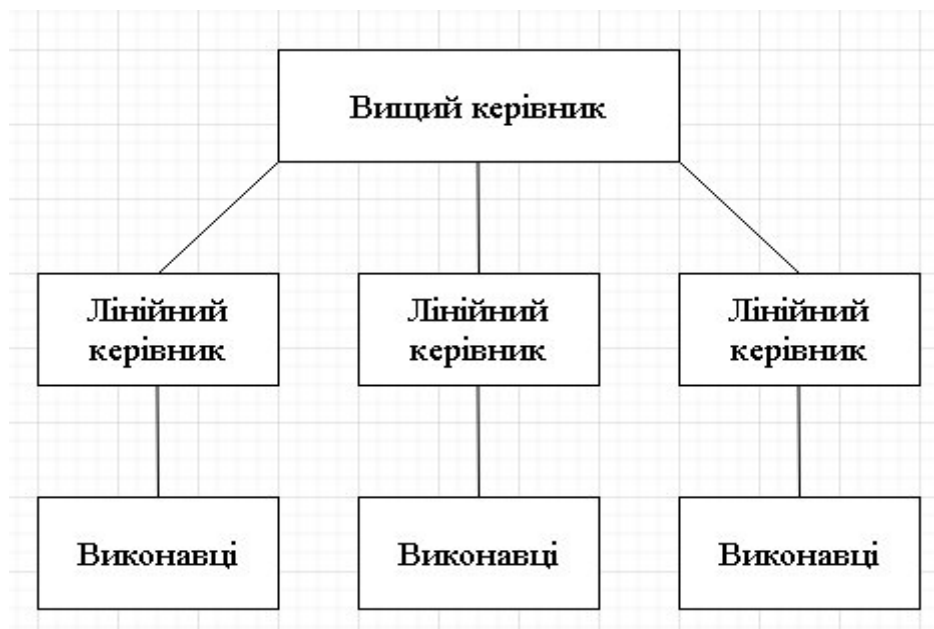 Вищий керівник
Лінійний
керівник
Лінійний
керівник
Лінійний
керівник
Виконавці
Виконавці
Виконавці